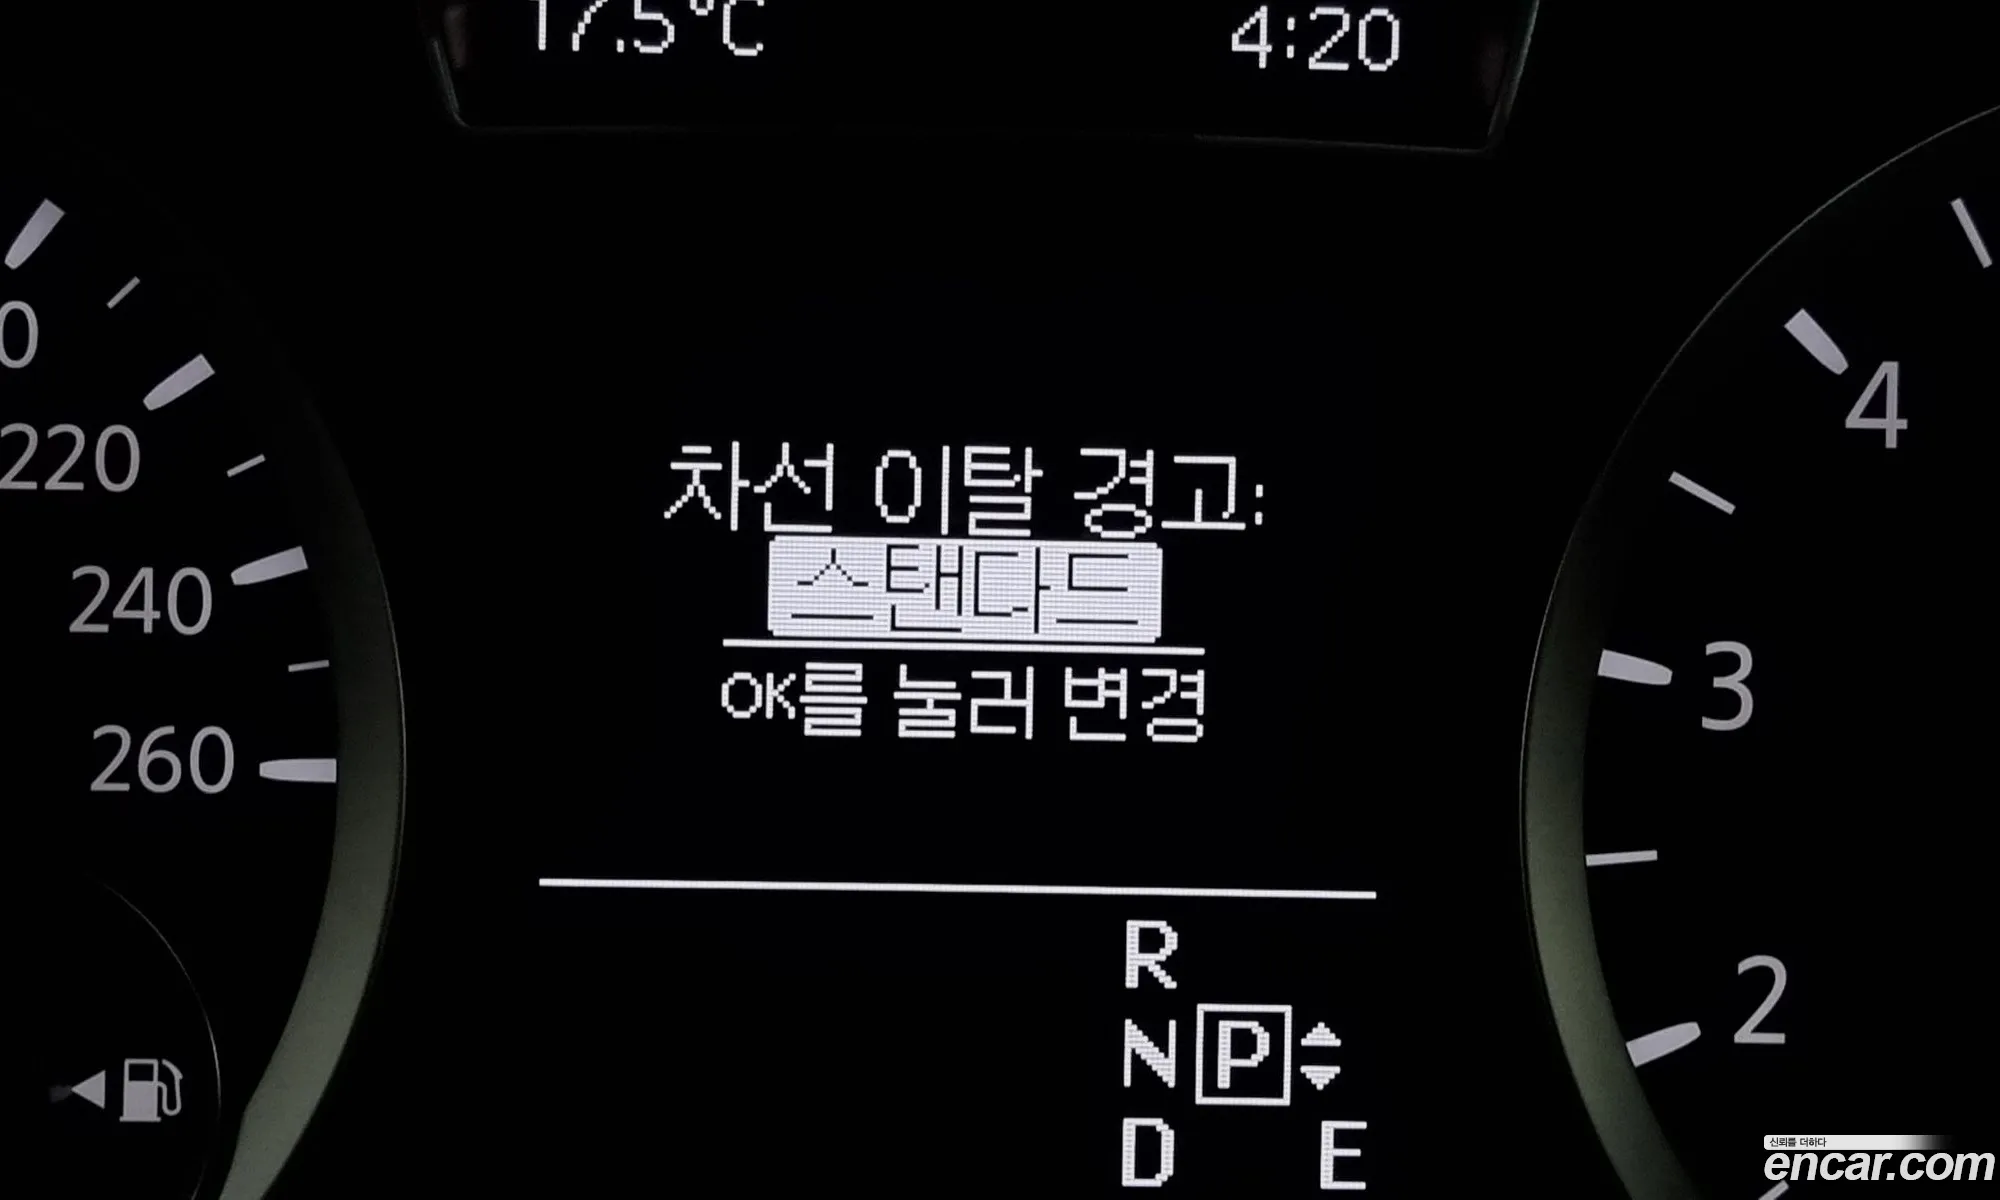 17.5°C 4:20
차선 이탈 경고:
스탠다드
OK를 눌러 변경
R
N P
D E
0
220
240
260
4
3
2
신뢰를 더하다
encar.com